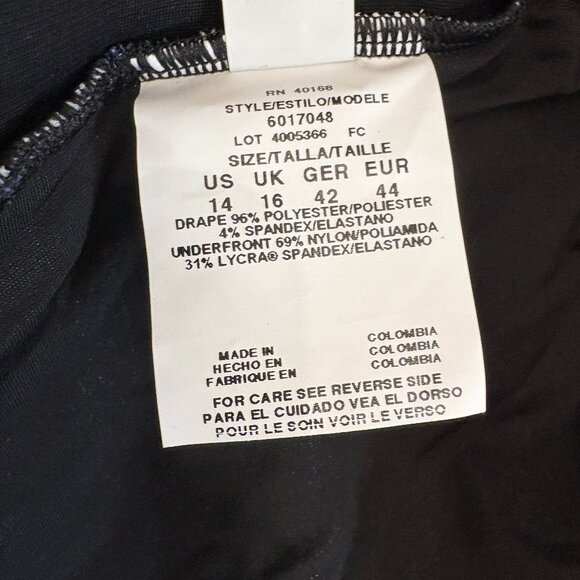 RN 40168
STYLE/ESTILO/MODELE
6017048
LOT 4005366 FC
SIZE/TALLA/TAILLE
US UK GER EUR
14 16 42 44
DRAPE 96% POLYESTER/POLIESTER
4% SPANDEX/ELASTANO
UNDERFRONT 69% NYLON/POLIAMIDA
31% LYCRA® SPANDEX/ELASTANO
MADE IN COLOMBIA
HECHO EN COLOMBIA
FABRIQUE EN COLOMBIA
FOR CARE SEE REVERSE SIDE
PARA EL CUIDADO VEA EL DORSO
POUR LE SOIN VOIR LE VERSO